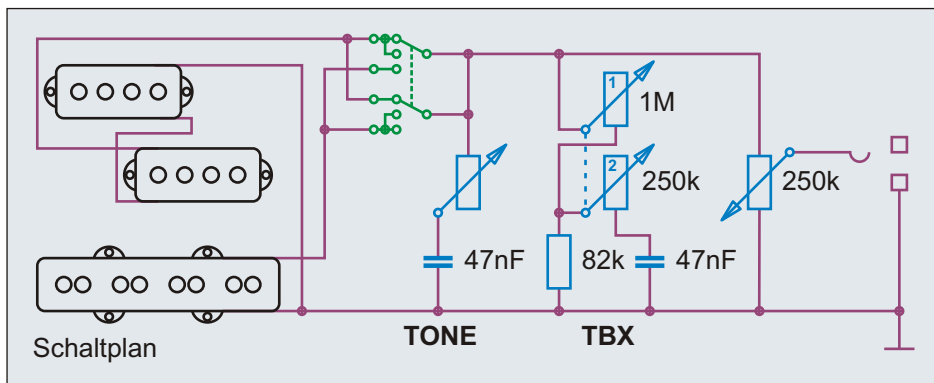 1
1M
2
250k
250k
47nF
82k
47nF
TONE
TBX
Schaltplan